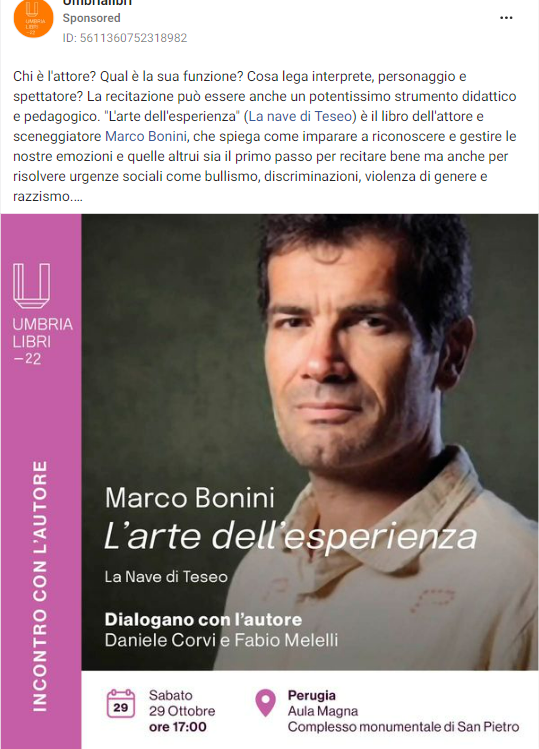 Umbrialibri
Sponsored
ID: 5611360752318982
Chi è l'attore? Qual è la sua funzione? Cosa lega interprete, personaggio e
spettatore? La recitazione può essere anche un potentissimo strumento didattico
e pedagogico. "L'arte dell'esperienza" (La nave di Teseo) è il libro dell'attore e
sceneggiatore Marco Bonini, che spiega come imparare a riconoscere e gestire le
nostre emozioni e quelle altrui sia il primo passo per recitare bene ma anche per
risolvere urgenze sociali come bullismo, discriminazioni, violenza di genere e
razzismo....
UMBRIA
LIBRI
–22
INCONTRO CON L'AUTORE
Marco Bonini
L'arte dell'esperienza
La Nave di Teseo
Dialogano con l'autore
Daniele Corvi e Fabio Melelli
29
Sabato
29 Ottobre
ore 17:00
Perugia
Aula Magna
Complesso monumentale di San Pietro